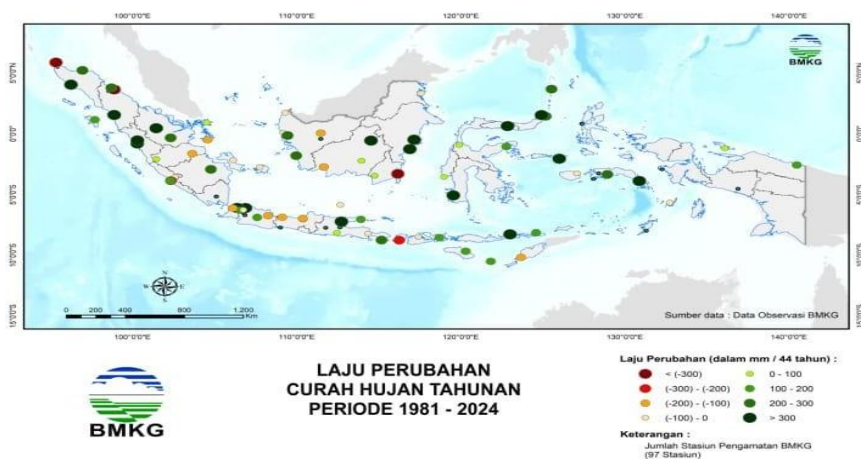 100°0'0"E 110°0'0"E 120°0'0"E 130°0'0"E 140°0'0"E
BMKG
5°0'0"N
0°0'0"
5°0'0"S
10°0'0"S
15°0'0"S
N
W E
S
0 200 400 800 1.200
Km
Sumber data : Data Observasi BMKG
100°0'0"E 110°0'0"E 120°0'0"E 130°0'0"E 140°0'0"E
BMKG
LAJU PERUBAHAN
CURAH HUJAN TAHUNAN
PERIODE 1981 - 2024
Laju Perubahan (dalam mm / 44 tahun) :
< (-300) 0 - 100
(-300) - (-200) 100 - 200
(-200) - (-100) 200 - 300
(-100) - 0 > 300
Keterangan :
Jumlah Stasiun Pengamatan BMKG
(97 Stasiun)